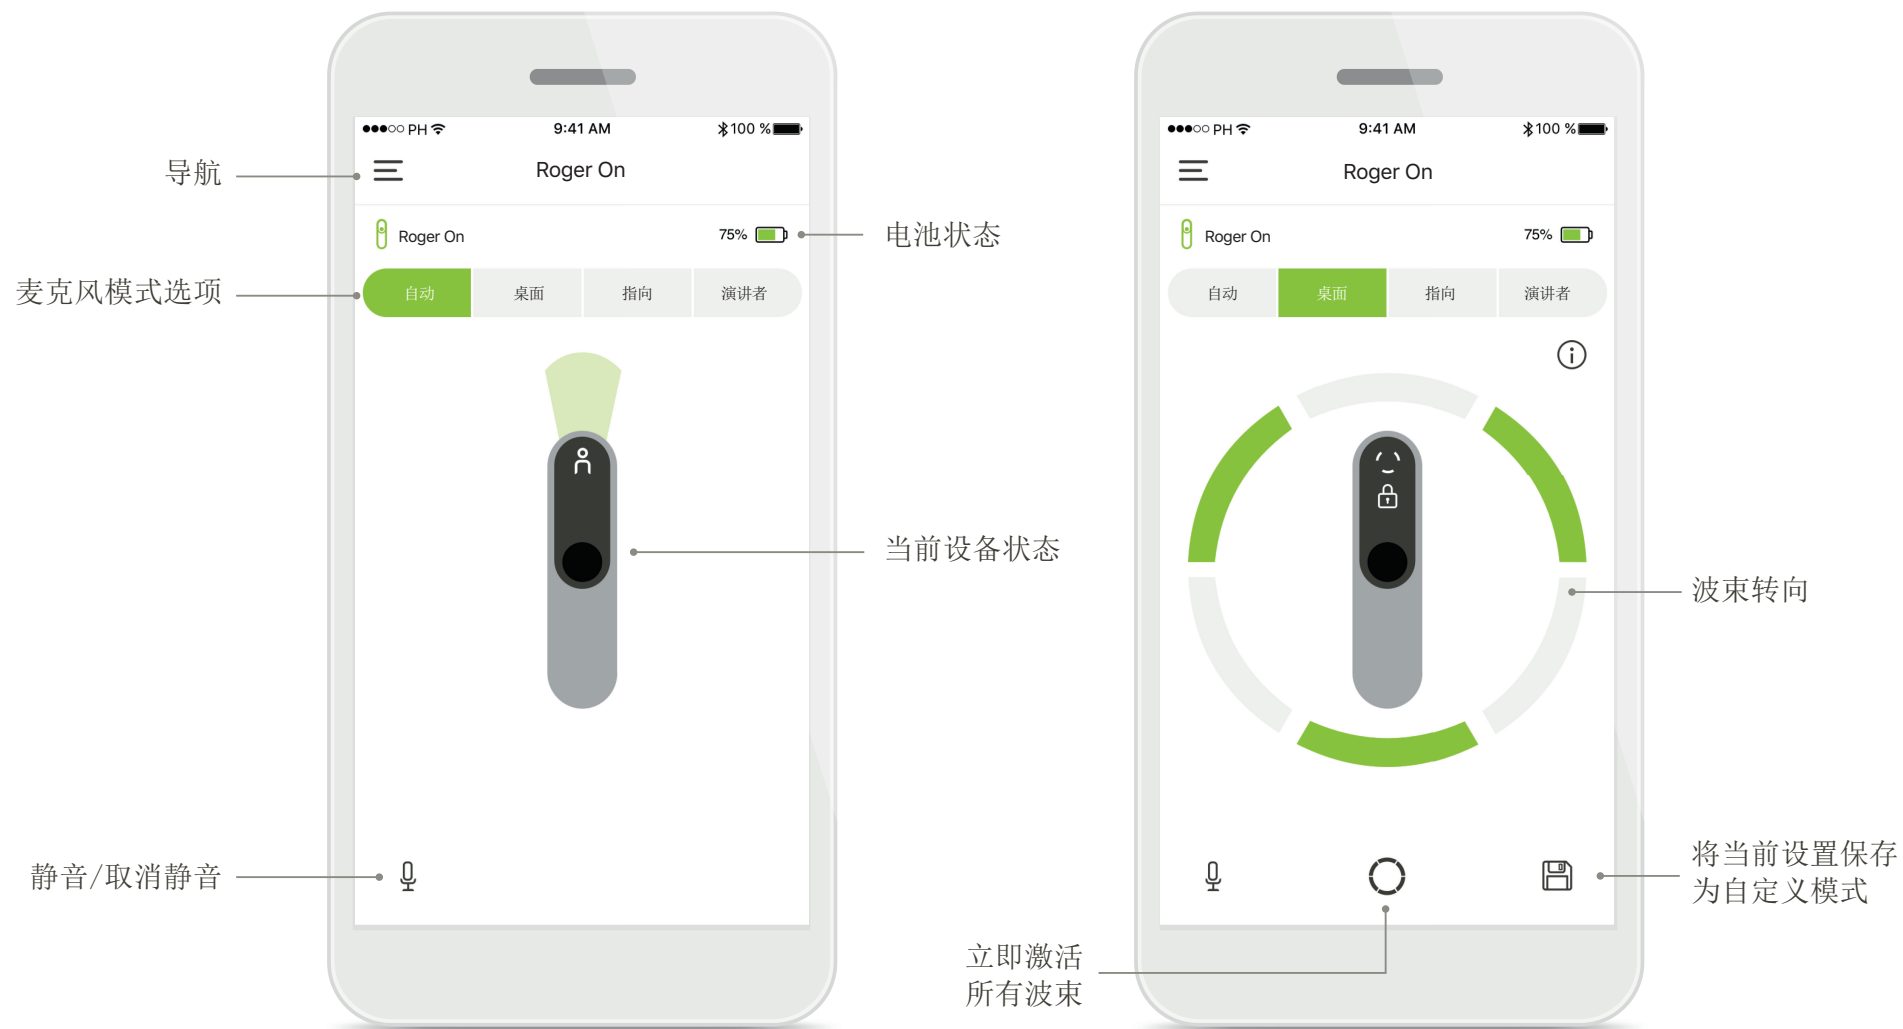 PH
9:41 AM
100 %
Roger On
Roger On
75%
自动
桌面
指向
演讲者
导航
麦克风模式选项
静音/取消静音
电池状态
当前设备状态
PH
9:41 AM
100 %
Roger On
Roger On
75%
自动
桌面
指向
演讲者
波束转向
将当前设置保存
为自定义模式
立即激活
所有波束